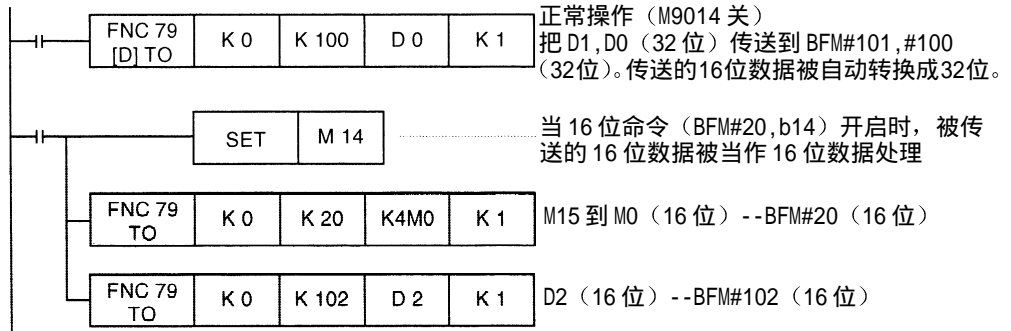 正常操作（M9014 关）
FNC 79 [D] TO K 0 K 100 D 0 K 1
把 D1,D0（32 位）传送到 BFM#101,#100
（32位）。传送的16位数据被自动转换成32位。
SET M 14
当 16 位命令（BFM#20,b14）开启时，被传
送的 16 位数据被当作 16 位数据处理
FNC 79 TO K 0 K 20 K4M0 K 1
M15 到 M0（16 位）--BFM#20（16 位）
FNC 79 TO K 0 K 102 D 2 K 1
D2（16 位）--BFM#102（16 位）